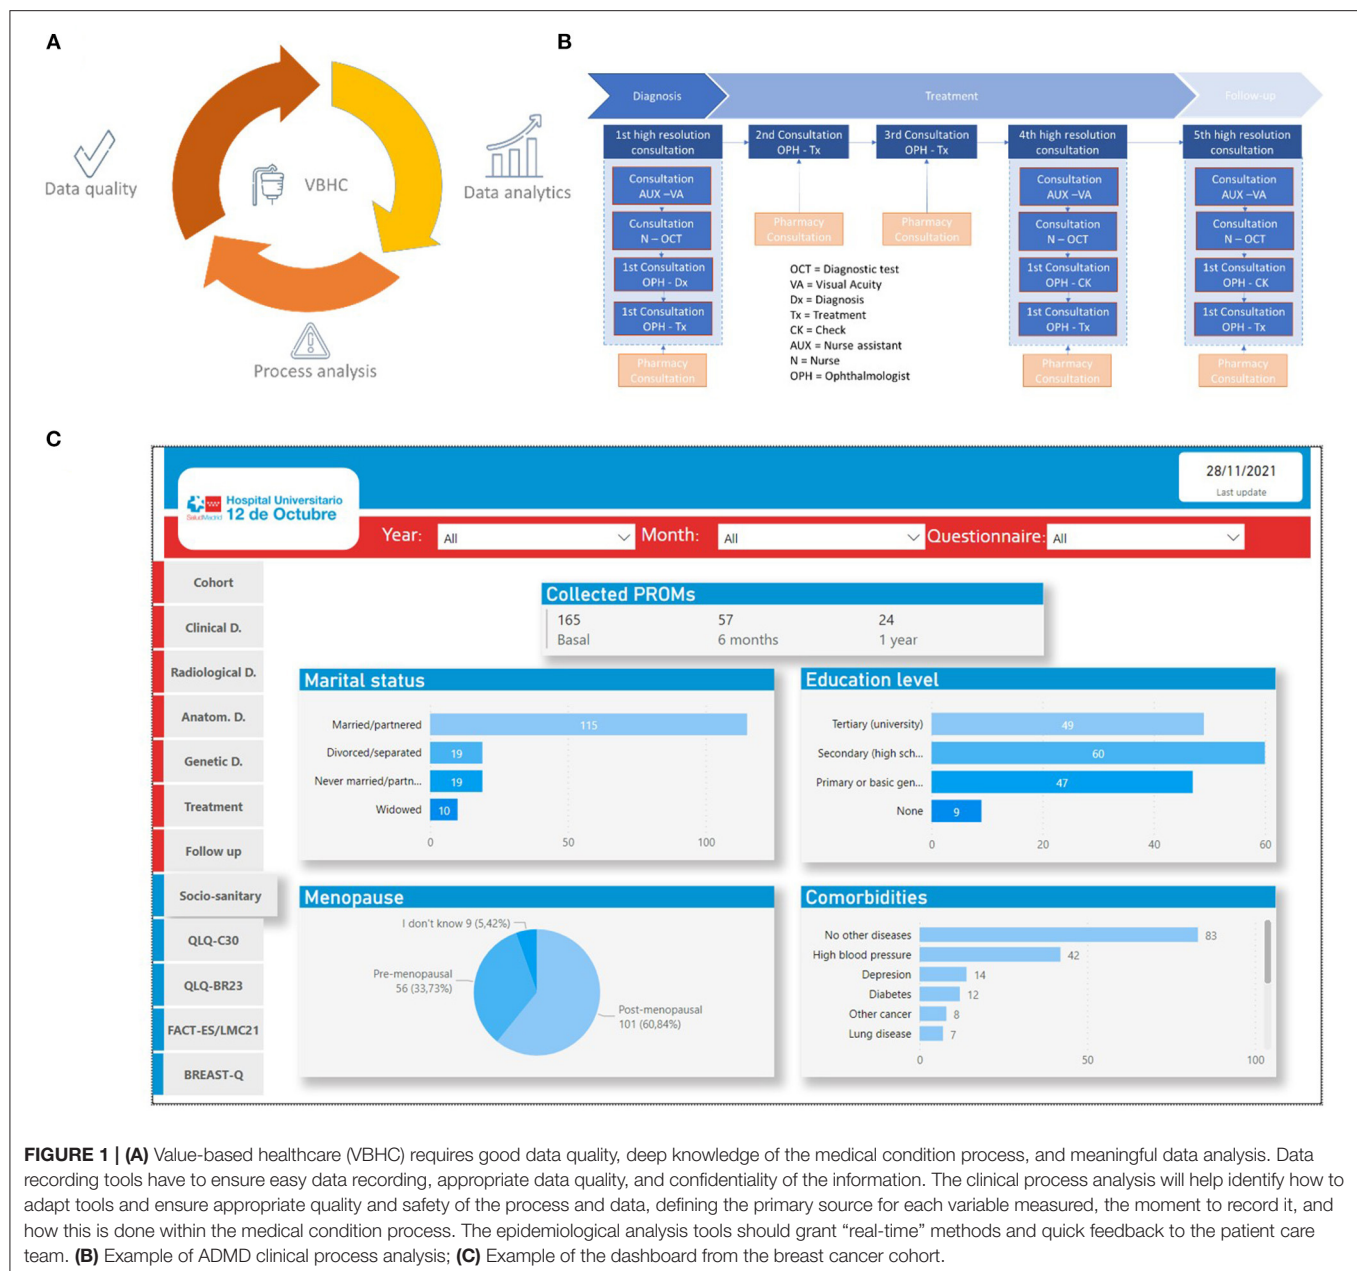 A
Data quality
VBHC
Data analytics
Process analysis
B
Diagnosis
Treatment
Follow-up
1st high resolution
consultation
2nd Consultation
OPH - Tx
3rd Consultation
OPH - Tx
4th high resolution
consultation
5th high resolution
consultation
Consultation
AUX –VA
Consultation
N – OCT
1st Consultation
OPH - Dx
1st Consultation
OPH - Tx
Pharmacy
Consultation
Pharmacy
Consultation
Pharmacy
Consultation
OCT = Diagnostic test
VA = Visual Acuity
Dx = Diagnosis
Tx = Treatment
CK = Check
AUX = Nurse assistant
N = Nurse
OPH = Ophthalmologist
Consultation
AUX –VA
Consultation
N – OCT
1st Consultation
OPH - CK
1st Consultation
OPH - Tx
Pharmacy
Consultation
Consultation
AUX –VA
Consultation
N – OCT
1st Consultation
OPH - CK
1st Consultation
OPH - Tx
Pharmacy
Consultation
C
SaludMadrid
Hospital Universitario
12 de Octubre
28/11/2021
Last update
Year: All
Month: All
Questionnaire: All
Cohort
Clinical D.
Radiological D.
Anatom. D.
Genetic D.
Treatment
Follow up
Socio-sanitary
QLQ-C30
QLQ-BR23
FACT-ES/LMC21
BREAST-Q
Collected PROMs
165 57 24
Basal 6 months 1 year
Marital status
Married/partnered 115
Divorced/separated 19
Never married/partn... 19
Widowed 10
0 50 100
Education level
Tertiary (university) 49
Secondary (high sch... 60
Primary or basic gen... 47
None 9
0 20 40 60
Menopause
I don't know 9 (5,42%)
Pre-menopausal
56 (33,73%)
Post-menopausal
101 (60,84%)
Comorbidities
No other diseases 83
High blood pressure 42
Depresion 14
Diabetes 12
Other cancer 8
Lung disease 7
0 50 100
FIGURE 1 | (A) Value-based healthcare (VBHC) requires good data quality, deep knowledge of the medical condition process, and meaningful data analysis. Data
recording tools have to ensure easy data recording, appropriate data quality, and confidentiality of the information. The clinical process analysis will help identify how to
adapt tools and ensure appropriate quality and safety of the process and data, defining the primary source for each variable measured, the moment to record it, and
how this is done within the medical condition process. The epidemiological analysis tools should grant “real-time” methods and quick feedback to the patient care
team. (B) Example of ADMD clinical process analysis; (C) Example of the dashboard from the breast cancer cohort.